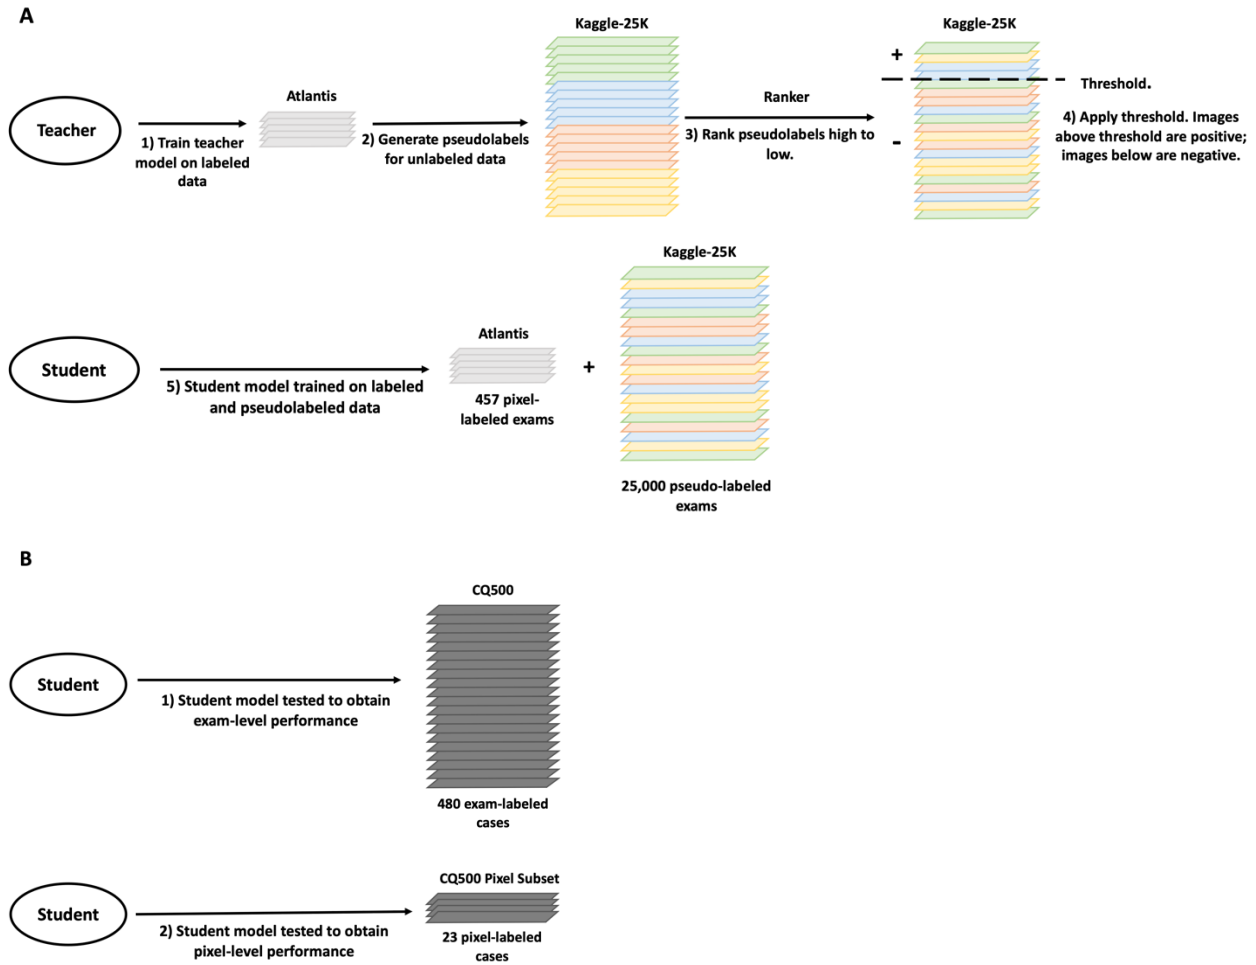 A
Teacher
1) Train teacher
model on labeled
data
Atlantis
2) Generate pseudolabels
for unlabeled data
Kaggle-25K
Ranker
3) Rank pseudolabels high to
low.
Kaggle-25K
+
-
Threshold.
4) Apply threshold. Images
above threshold are positive;
images below are negative.
Student
5) Student model trained on labeled
and pseudolabeled data
Atlantis
457 pixel-
labeled exams
+
Kaggle-25K
25,000 pseudo-labeled
exams
B
Student
1) Student model tested to obtain
exam-level performance
CQ500
480 exam-labeled
cases
Student
2) Student model tested to obtain
pixel-level performance
CQ500 Pixel Subset
23 pixel-labeled
cases